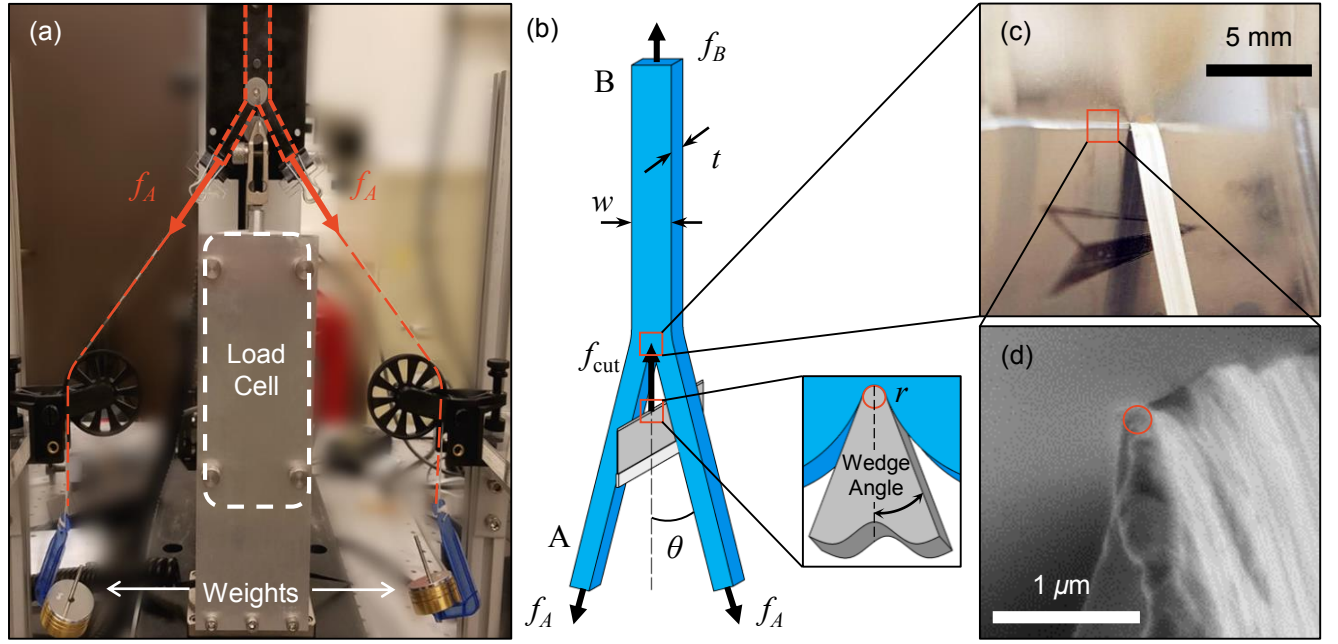 (a)
f_A
f_A
Load
Cell
Weights
(b)
f_B
B
t
w
f_cut
r
Wedge
Angle
A
θ
f_A
f_A
(c)
5 mm
(d)
1 µm